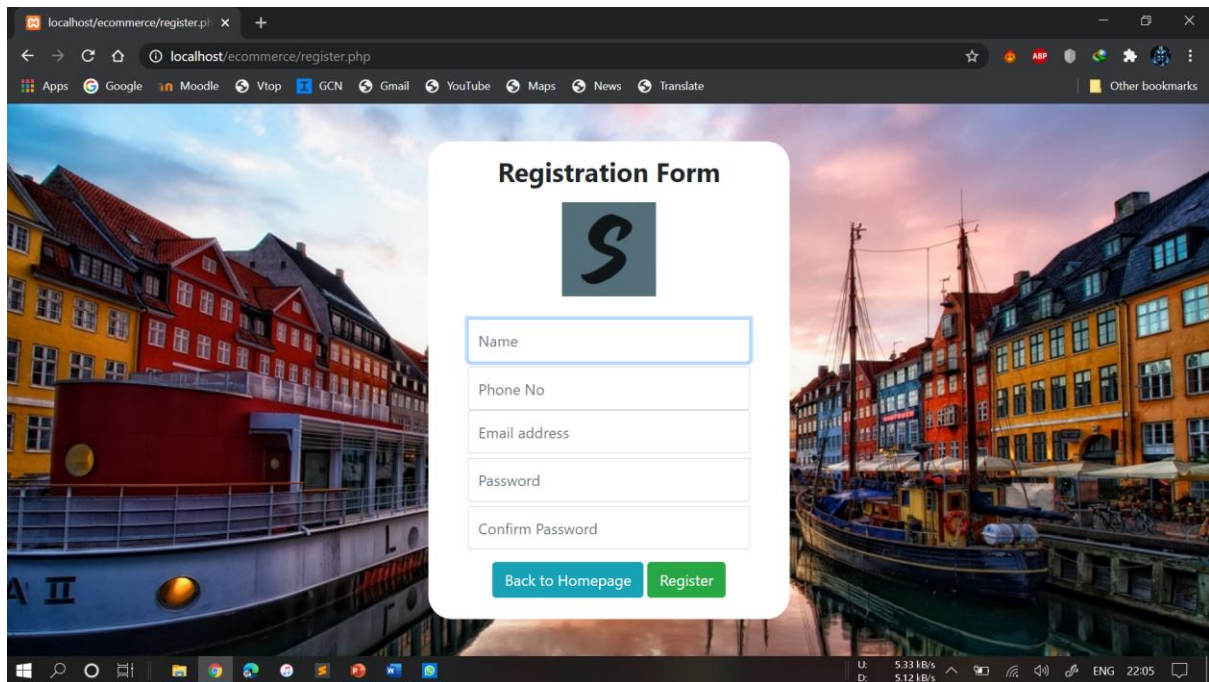 localhost/ecommerce/register.ph
localhost/ecommerce/register.php
ABP
Apps Google Moodle Vtop GCN Gmail YouTube Maps News Translate Other bookmarks
Registration Form
S
Name
Phone No
Email address
Password
Confirm Password
Back to Homepage Register
II
L
U: 5.33 kB/s
D: 5.12 kB/s
ENG 22:05